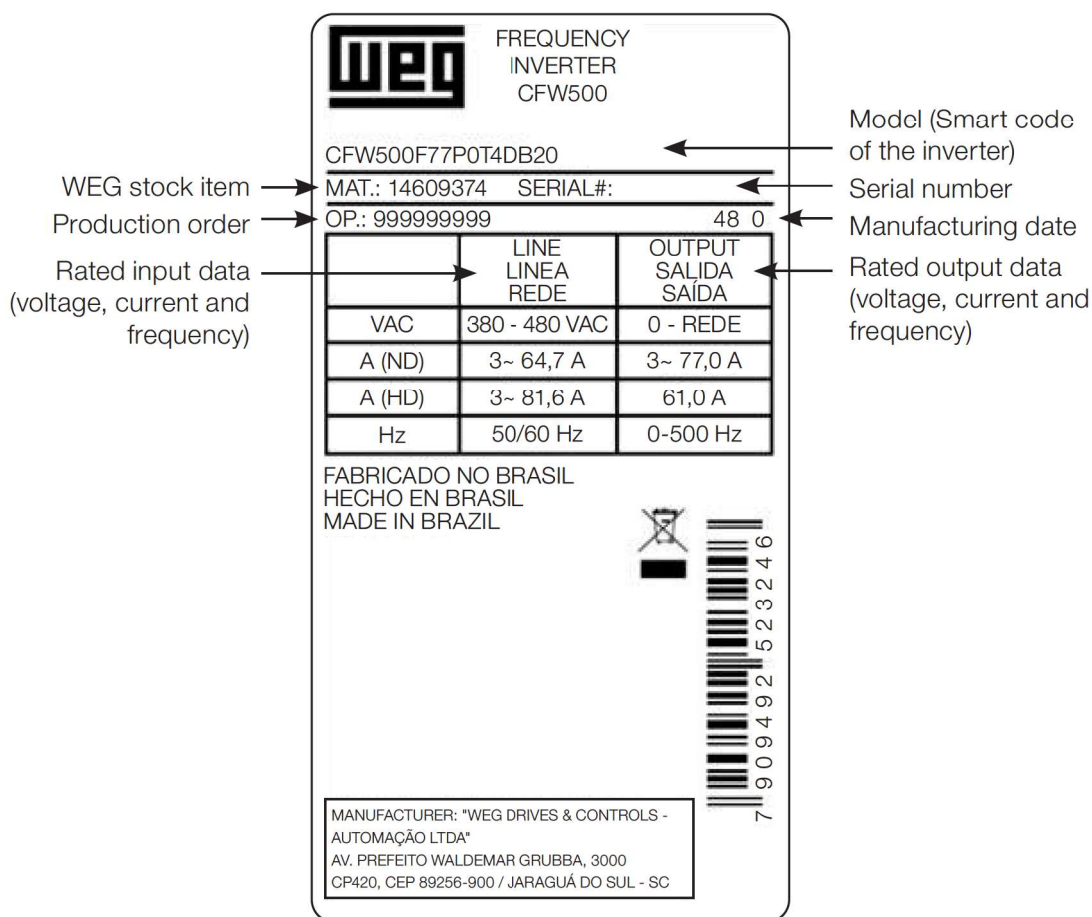 weg
FREQUENCY
INVERTER
CFW500
CFW500F77P0T4DB20
Model (Smart code
of the inverter)
WEG stock item
MAT.: 14609374 SERIAL#:
Serial number
Production order
OP.: 999999999 48 0
Manufacturing date
Rated input data
(voltage, current and
frequency)
LINE
LINEA
REDE
OUTPUT
SALIDA
SAÍDA
Rated output data
(voltage, current and
frequency)
VAC 380 - 480 VAC 0 - REDE
A (ND) 3~ 64,7 A 3~ 77,0 A
A (HD) 3~ 81,6 A 61,0 A
Hz 50/60 Hz 0-500 Hz
FABRICADO NO BRASIL
HECHO EN BRASIL
MADE IN BRAZIL
7 909492 523246
MANUFACTURER: "WEG DRIVES & CONTROLS -
AUTOMAÇÃO LTDA"
AV. PREFEITO WALDEMAR GRUBBA, 3000
CP420, CEP 89256-900 / JARAGUÁ DO SUL - SC